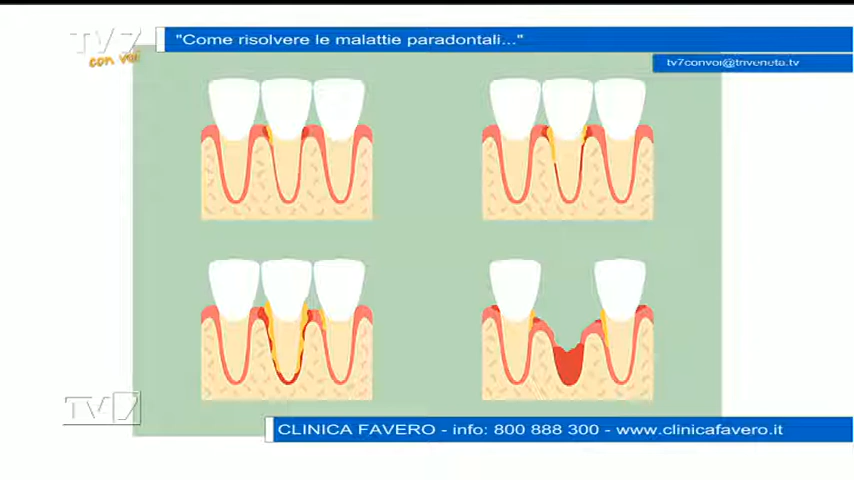 TV7
con voi
"Come risolvere le malattie paradontali..."
tv7convoi@triveneta.tv
TV7
CLINICA FAVERO - info: 800 888 300 - www.clinicafavero.it